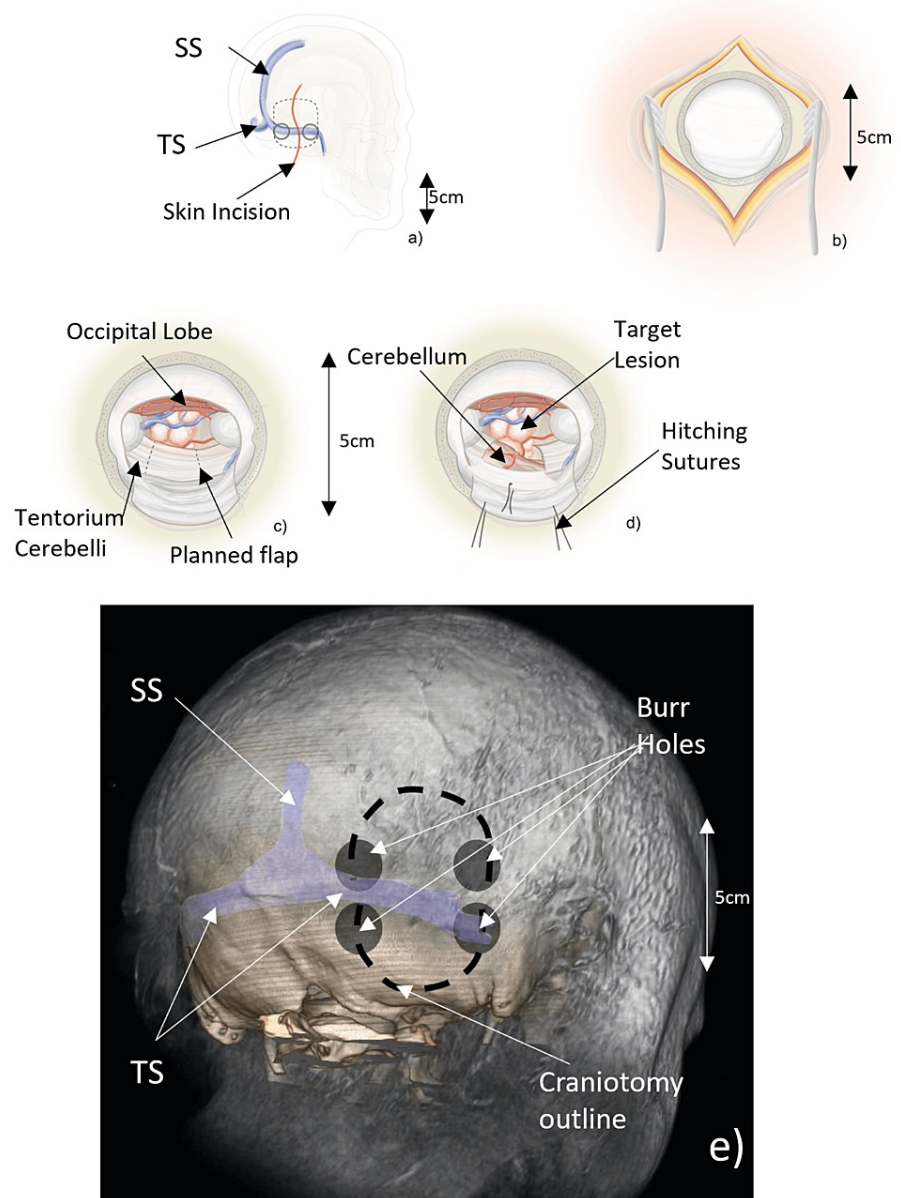 SS
TS
Skin Incision
5cm
a)
5cm
b)
Occipital Lobe
5cm
Tentorium
Cerebelli
Planned flap
c)
Cerebellum
Target
Lesion
Hitching
Sutures
d)
SS
Burr
Holes
5cm
TS
Craniotomy
outline
e)